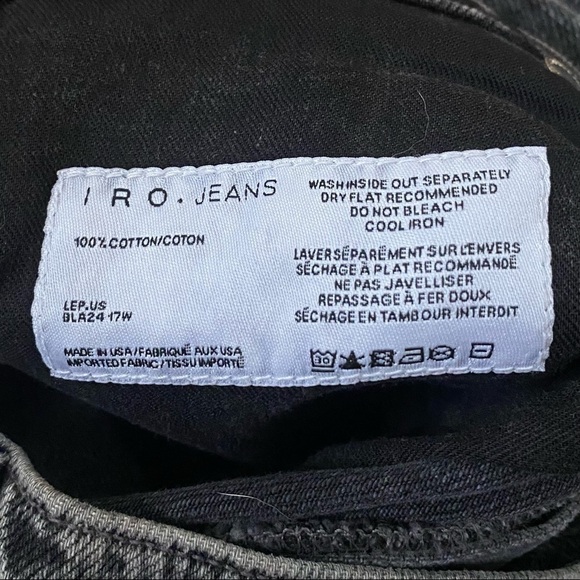 IRO.JEANS
100% COTTON/COTON
LEP.US
BLA24 17W
MADE IN USA/FABRIQUÉ AUX USA
IMPORTED FABRIC/TISSU IMPORTÉ
WASH INSIDE OUT SEPARATELY
DRY FLAT RECOMMENDED
DO NOT BLEACH
COOL IRON
LAVER SÉPARÉMENT SUR L'ENVERS
SÉCHAGE À PLAT RECOMMANDÉ
NE PAS JAVELLISER
REPASSAGE À FER DOUX
SÉCHAGE EN TAMBOUR INTERDIT
30